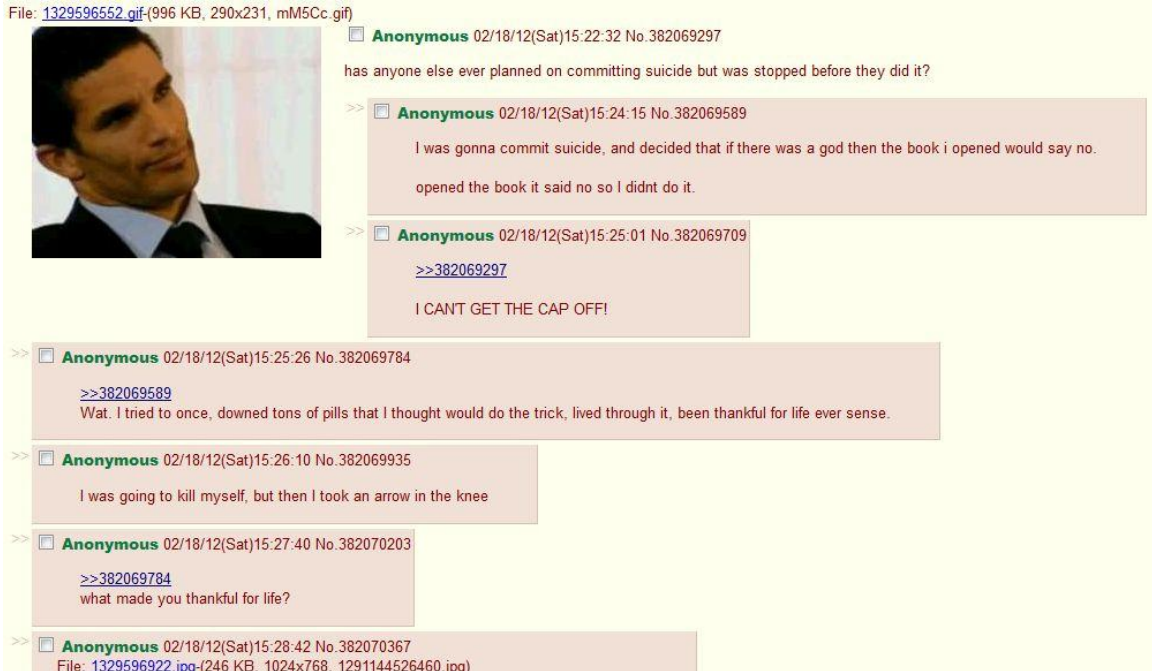 File: 1329596552.gif-(996 KB, 290x231, mM5Cc.gif)
Anonymous 02/18/12(Sat)15:22:32 No.382069297
has anyone else ever planned on committing suicide but was stopped before they did it?
>> Anonymous 02/18/12(Sat)15:24:15 No.382069589
I was gonna commit suicide, and decided that if there was a god then the book i opened would say no.
opened the book it said no so I didnt do it.
>> Anonymous 02/18/12(Sat)15:25:01 No.382069709
>>382069297
I CAN'T GET THE CAP OFF!
>> Anonymous 02/18/12(Sat)15:25:26 No.382069784
>>382069589
Wat. I tried to once, downed tons of pills that I thought would do the trick, lived through it, been thankful for life ever sense.
>> Anonymous 02/18/12(Sat)15:26:10 No.382069935
I was going to kill myself, but then I took an arrow in the knee
>> Anonymous 02/18/12(Sat)15:27:40 No.382070203
>>382069784
what made you thankful for life?
>> Anonymous 02/18/12(Sat)15:28:42 No.382070367
File: 1329596922.jpg-(246 KB, 1024x768, 1291144526460.jpg)